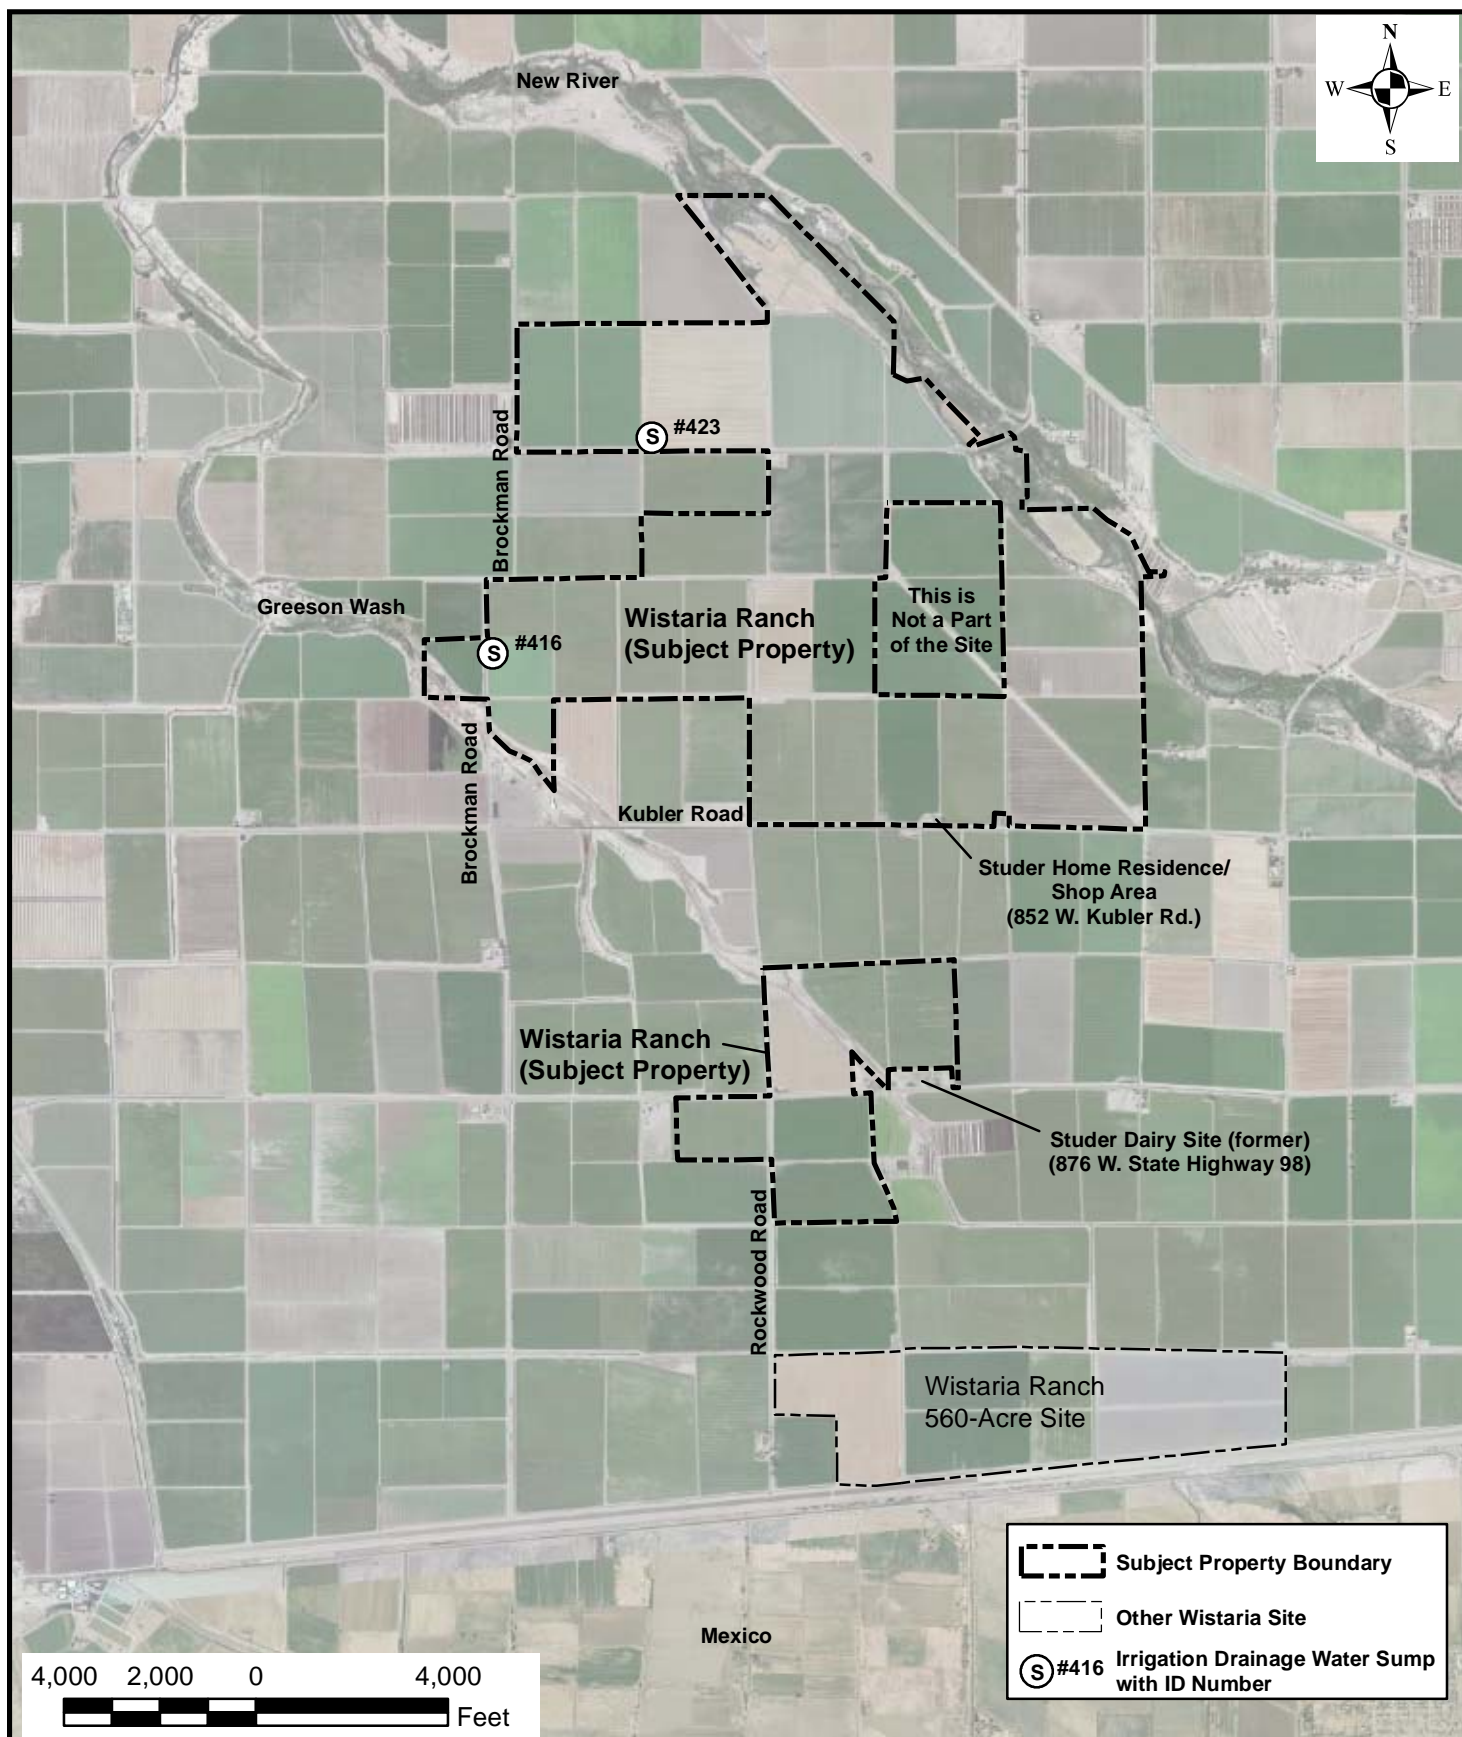 N
W E
S
New River
#423
S
Brockman Road
Greeson Wash
#416
S
Wistaria Ranch
(Subject Property)
This is
Not a Part
of the Site
Brockman Road
Kubler Road
Studer Home Residence/
Shop Area
(852 W. Kubler Rd.)
Wistaria Ranch
(Subject Property)
Studer Dairy Site (former)
(876 W. State Highway 98)
Rockwood Road
Wistaria Ranch
560-Acre Site
Mexico
Subject Property Boundary
Other Wistaria Site
S #416 Irrigation Drainage Water Sump
with ID Number
4,000 2,000 0 4,000
Feet